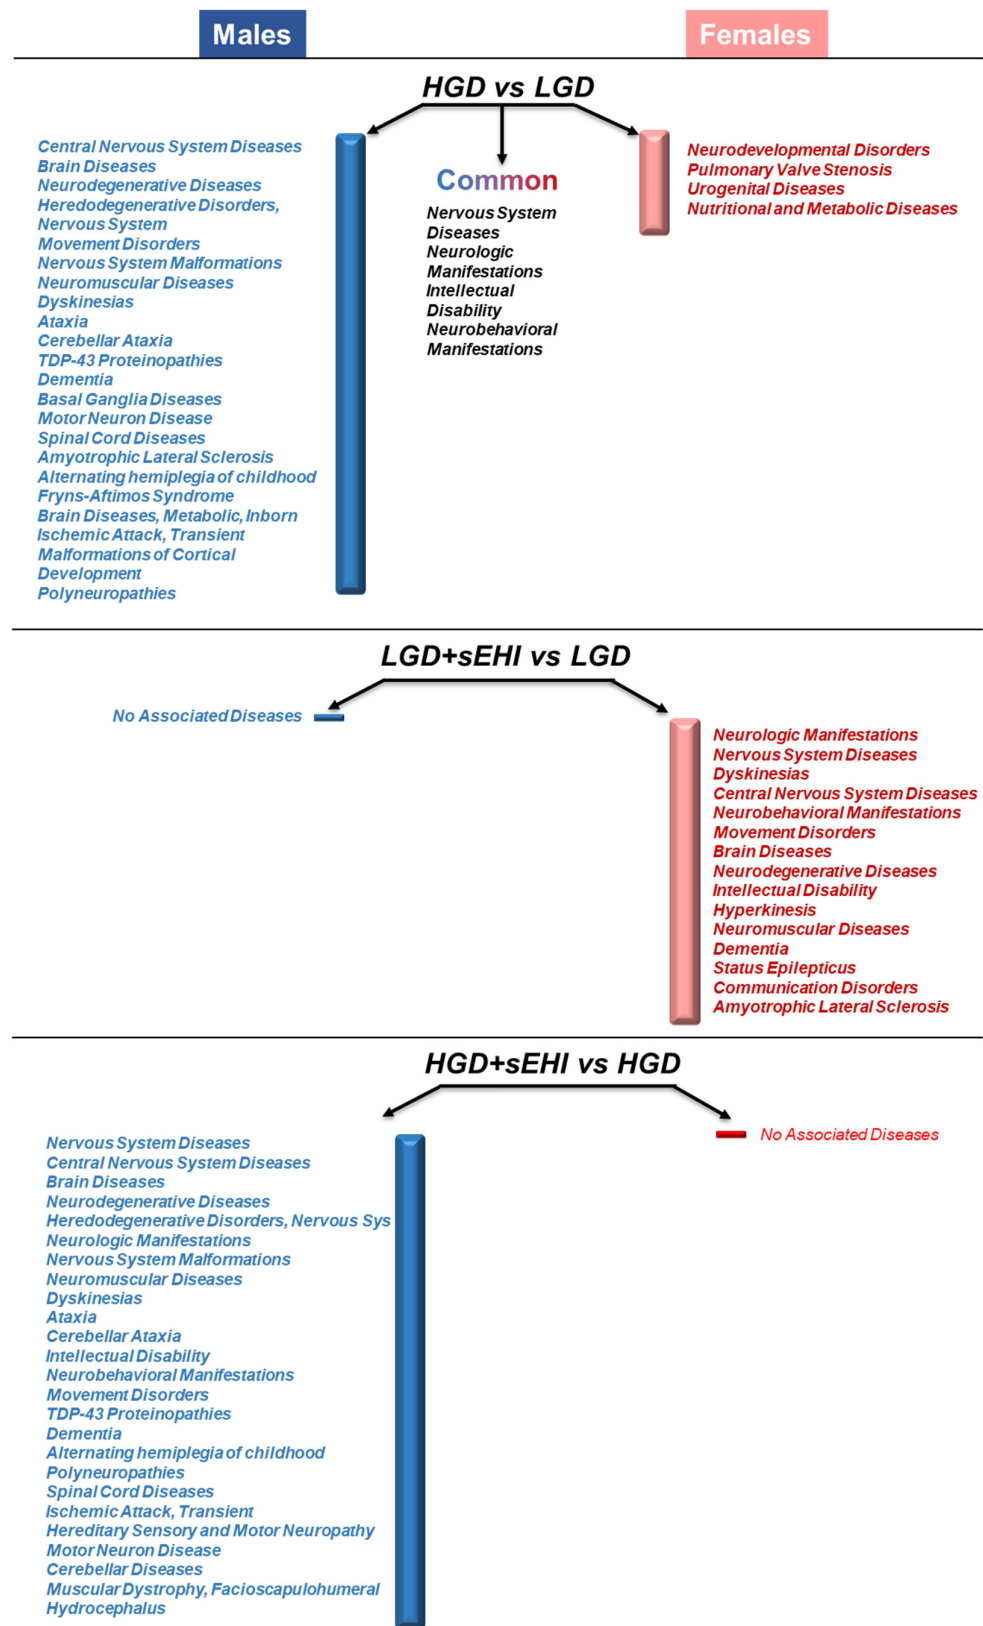 Males
Females
HGD vs LGD
Central Nervous System Diseases
Brain Diseases
Neurodegenerative Diseases
Heredodegenerative Disorders,
Nervous System
Movement Disorders
Nervous System Malformations
Neuromuscular Diseases
Dyskinesias
Ataxia
Cerebellar Ataxia
TDP-43 Proteinopathies
Dementia
Basal Ganglia Diseases
Motor Neuron Disease
Spinal Cord Diseases
Amyotrophic Lateral Sclerosis
Alternating hemiplegia of childhood
Fryns-Aftimos Syndrome
Brain Diseases, Metabolic, Inborn
Ischemic Attack, Transient
Malformations of Cortical
Development
Polyneuropathies
Common
Nervous System
Diseases
Neurologic
Manifestations
Intellectual
Disability
Neurobehavioral
Manifestations
Neurodevelopmental Disorders
Pulmonary Valve Stenosis
Urogenital Diseases
Nutritional and Metabolic Diseases
LGD+sEHI vs LGD
No Associated Diseases
Neurologic Manifestations
Nervous System Diseases
Dyskinesias
Central Nervous System Diseases
Neurobehavioral Manifestations
Movement Disorders
Brain Diseases
Neurodegenerative Diseases
Intellectual Disability
Hyperkinesis
Neuromuscular Diseases
Dementia
Status Epilepticus
Communication Disorders
Amyotrophic Lateral Sclerosis
HGD+sEHI vs HGD
Nervous System Diseases
Central Nervous System Diseases
Brain Diseases
Neurodegenerative Diseases
Heredodegenerative Disorders, Nervous Sys
Neurologic Manifestations
Nervous System Malformations
Neuromuscular Diseases
Dyskinesias
Ataxia
Cerebellar Ataxia
Intellectual Disability
Neurobehavioral Manifestations
Movement Disorders
TDP-43 Proteinopathies
Dementia
Alternating hemiplegia of childhood
Polyneuropathies
Spinal Cord Diseases
Ischemic Attack, Transient
Hereditary Sensory and Motor Neuropathy
Motor Neuron Disease
Cerebellar Diseases
Muscular Dystrophy, Facioscapulohumeral
Hydrocephalus
No Associated Diseases